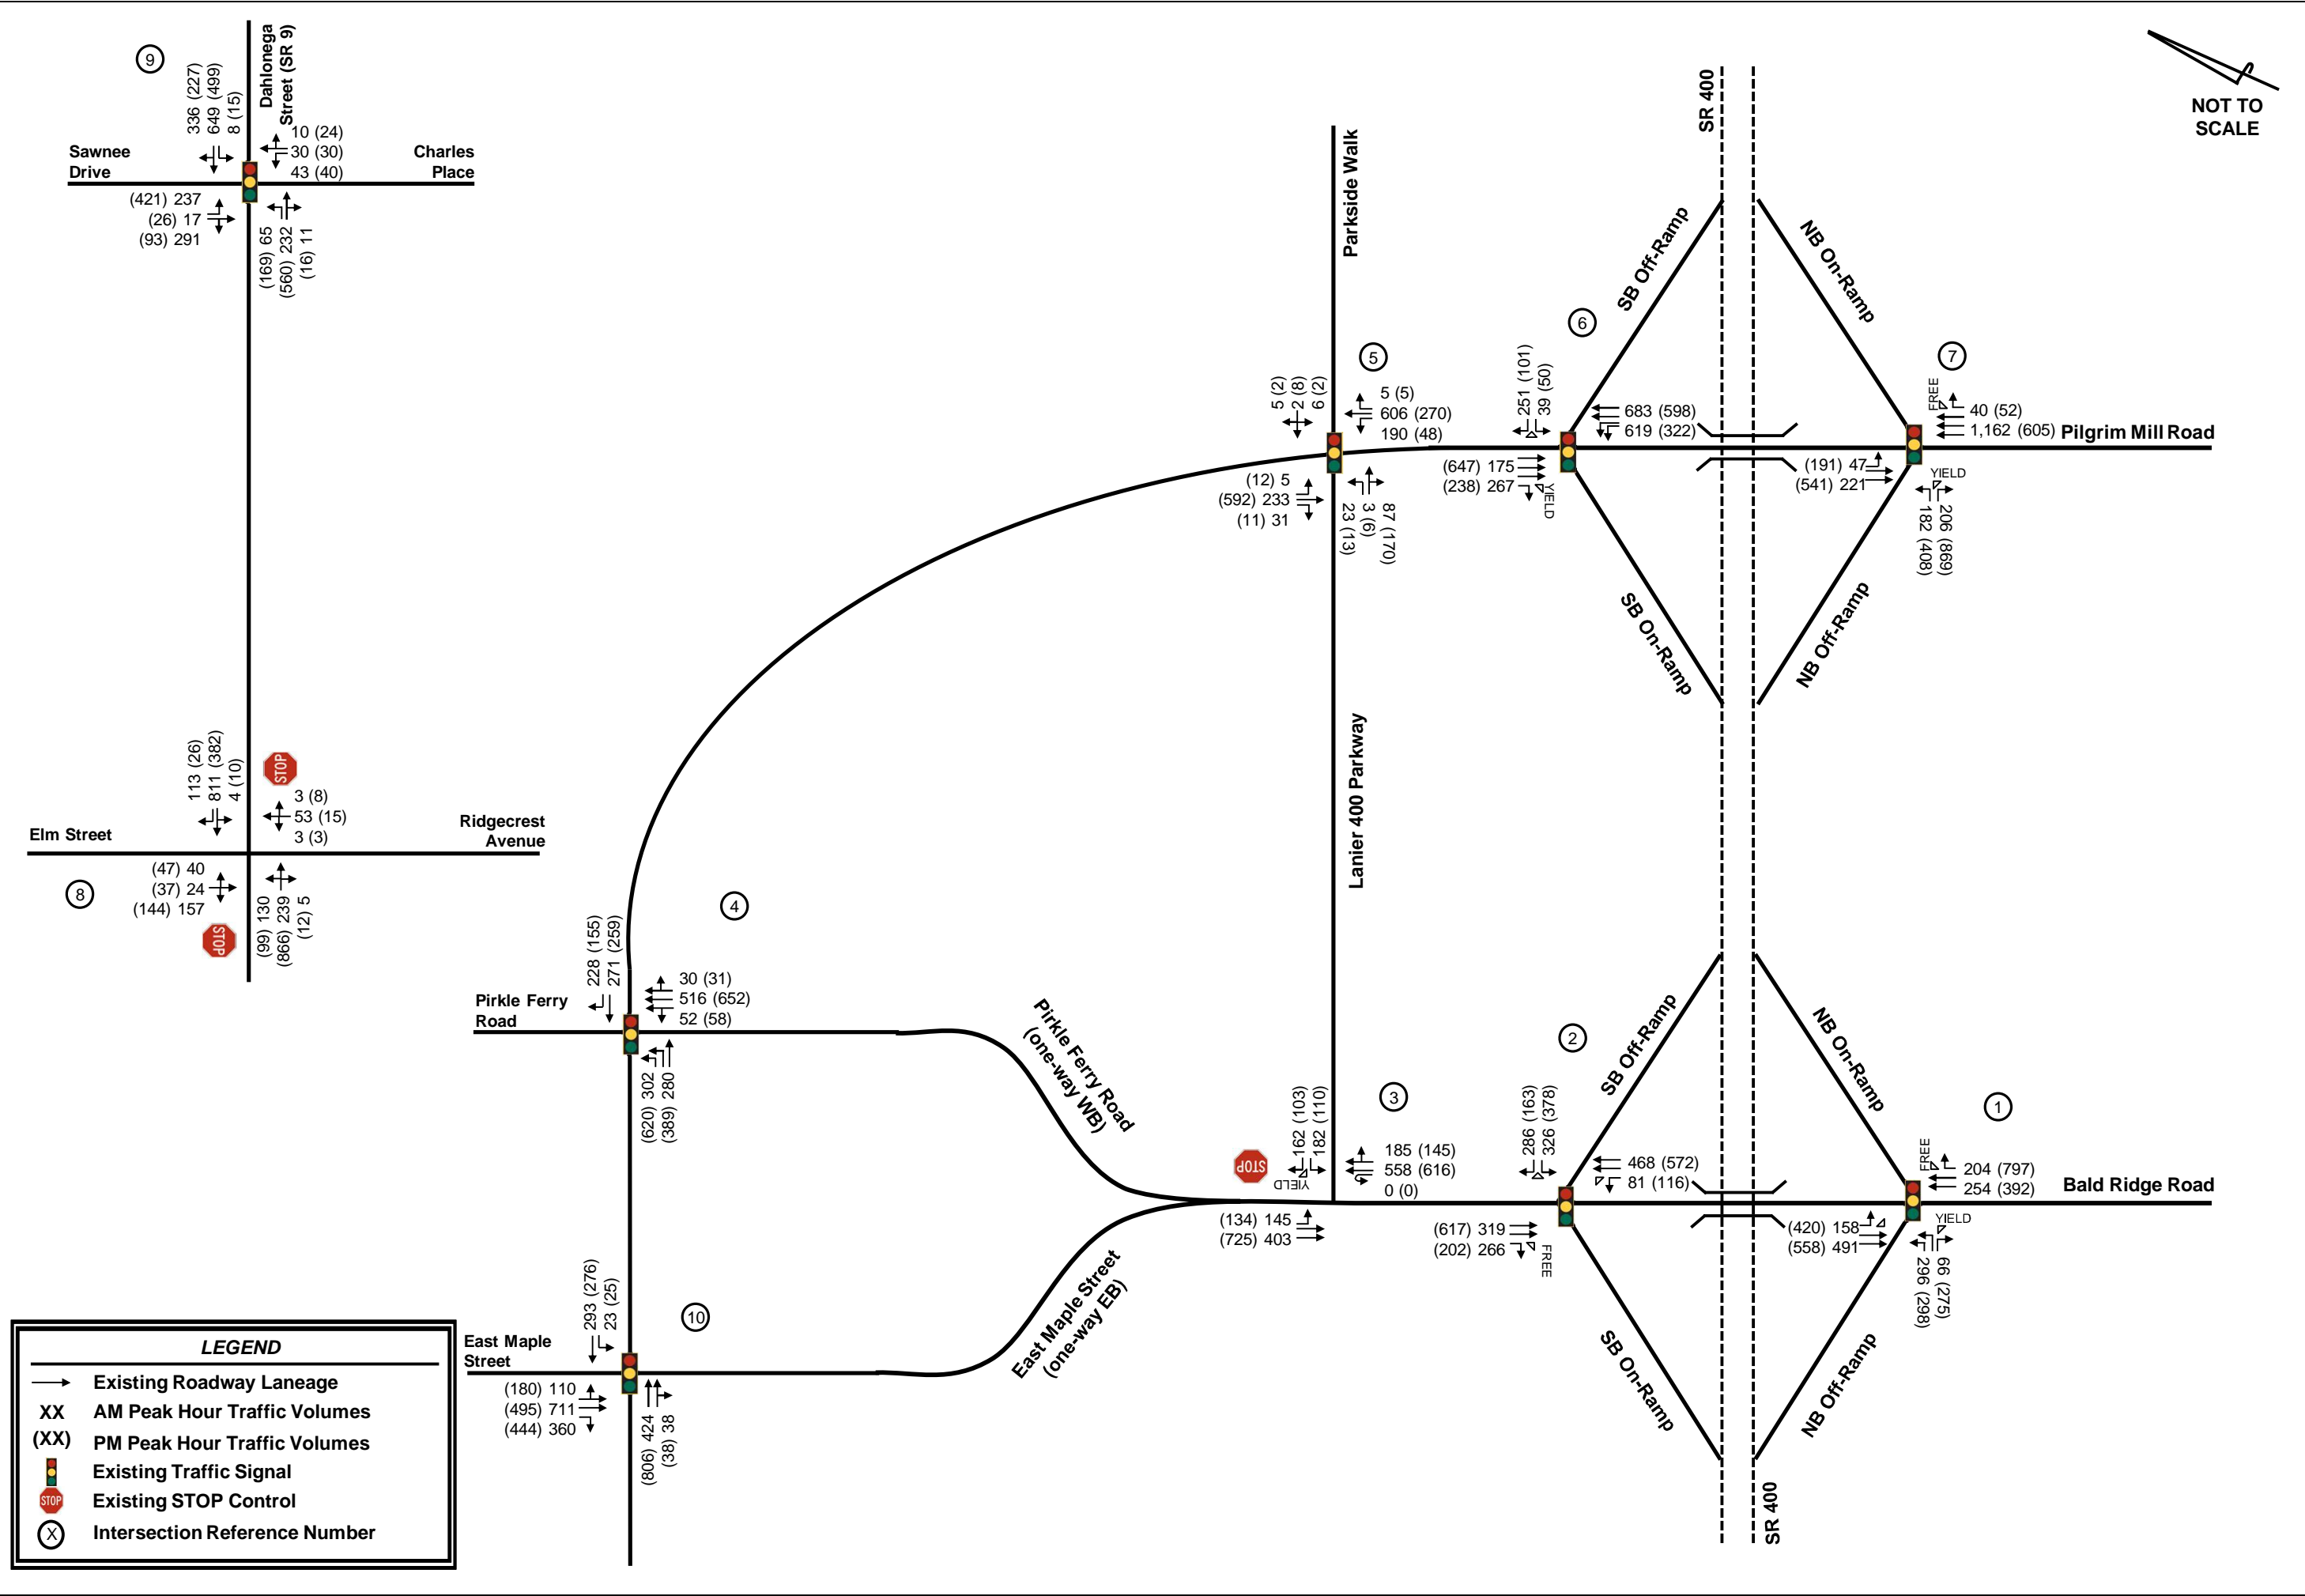 9
336 (227)
649 (499)
8 (15)
Dahlonega
Street (SR 9)
10 (24)
30 (30)
43 (40)
Sawnee
Drive
Charles
Place
(421) 237
(26) 17
(93) 291
(169) 65
(560) 232
(16) 11
NOT TO
SCALE
SR 400
Parkside Walk
SB Off-Ramp
NB On-Ramp
5
5 (2)
2 (8)
6 (2)
5 (5)
606 (270)
190 (48)
(12) 5
(592) 233
(11) 31
23 (13)
3 (6)
87 (170)
6
251 (101)
39 (50)
683 (598)
619 (322)
(647) 175
(238) 267
YIELD
7
FREE
40 (52)
1,162 (605)
Pilgrim Mill Road
(191) 47
(541) 221
YIELD
182 (408)
206 (869)
SB On-Ramp
NB Off-Ramp
Lanier 400 Parkway
113 (26)
811 (382)
4 (10)
STOP
3 (8)
53 (15)
3 (3)
Elm Street
Ridgecrest
Avenue
8
(47) 40
(37) 24
(144) 157
STOP
(99) 130
(866) 239
(12) 5
4
228 (155)
271 (259)
30 (31)
516 (652)
52 (58)
Pirkle Ferry
Road
(620) 302
(389) 280
Pirkle Ferry Road
(one-way WB)
SB Off-Ramp
NB On-Ramp
3
STOP
162 (103)
182 (110)
YIELD
185 (145)
558 (616)
0 (0)
(134) 145
(725) 403
2
286 (163)
326 (378)
468 (572)
81 (116)
(617) 319
(202) 266
FREE
1
FREE
204 (797)
254 (392)
Bald Ridge Road
(420) 158
(558) 491
YIELD
296 (298)
66 (275)
East Maple Street
(one-way EB)
SB On-Ramp
NB Off-Ramp
SR 400
10
293 (276)
23 (25)
East Maple
Street
(180) 110
(495) 711
(444) 360
(806) 424
(38) 38
LEGEND
Existing Roadway Laneage
XX AM Peak Hour Traffic Volumes
(XX) PM Peak Hour Traffic Volumes
Existing Traffic Signal
STOP Existing STOP Control
X Intersection Reference Number